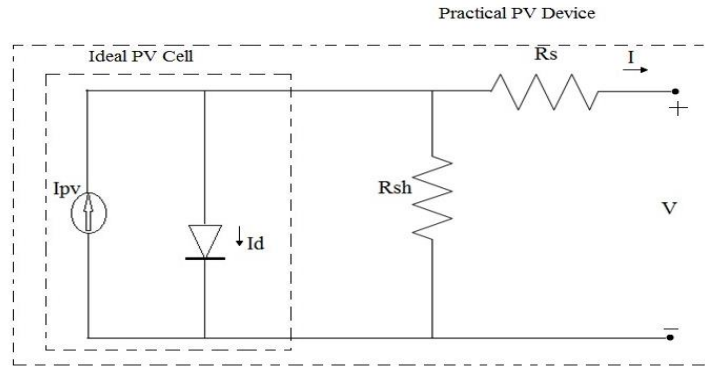 Practical PV Device
Ideal PV Cell
Rs
I
+
Ipv
Rsh
V
Id
−